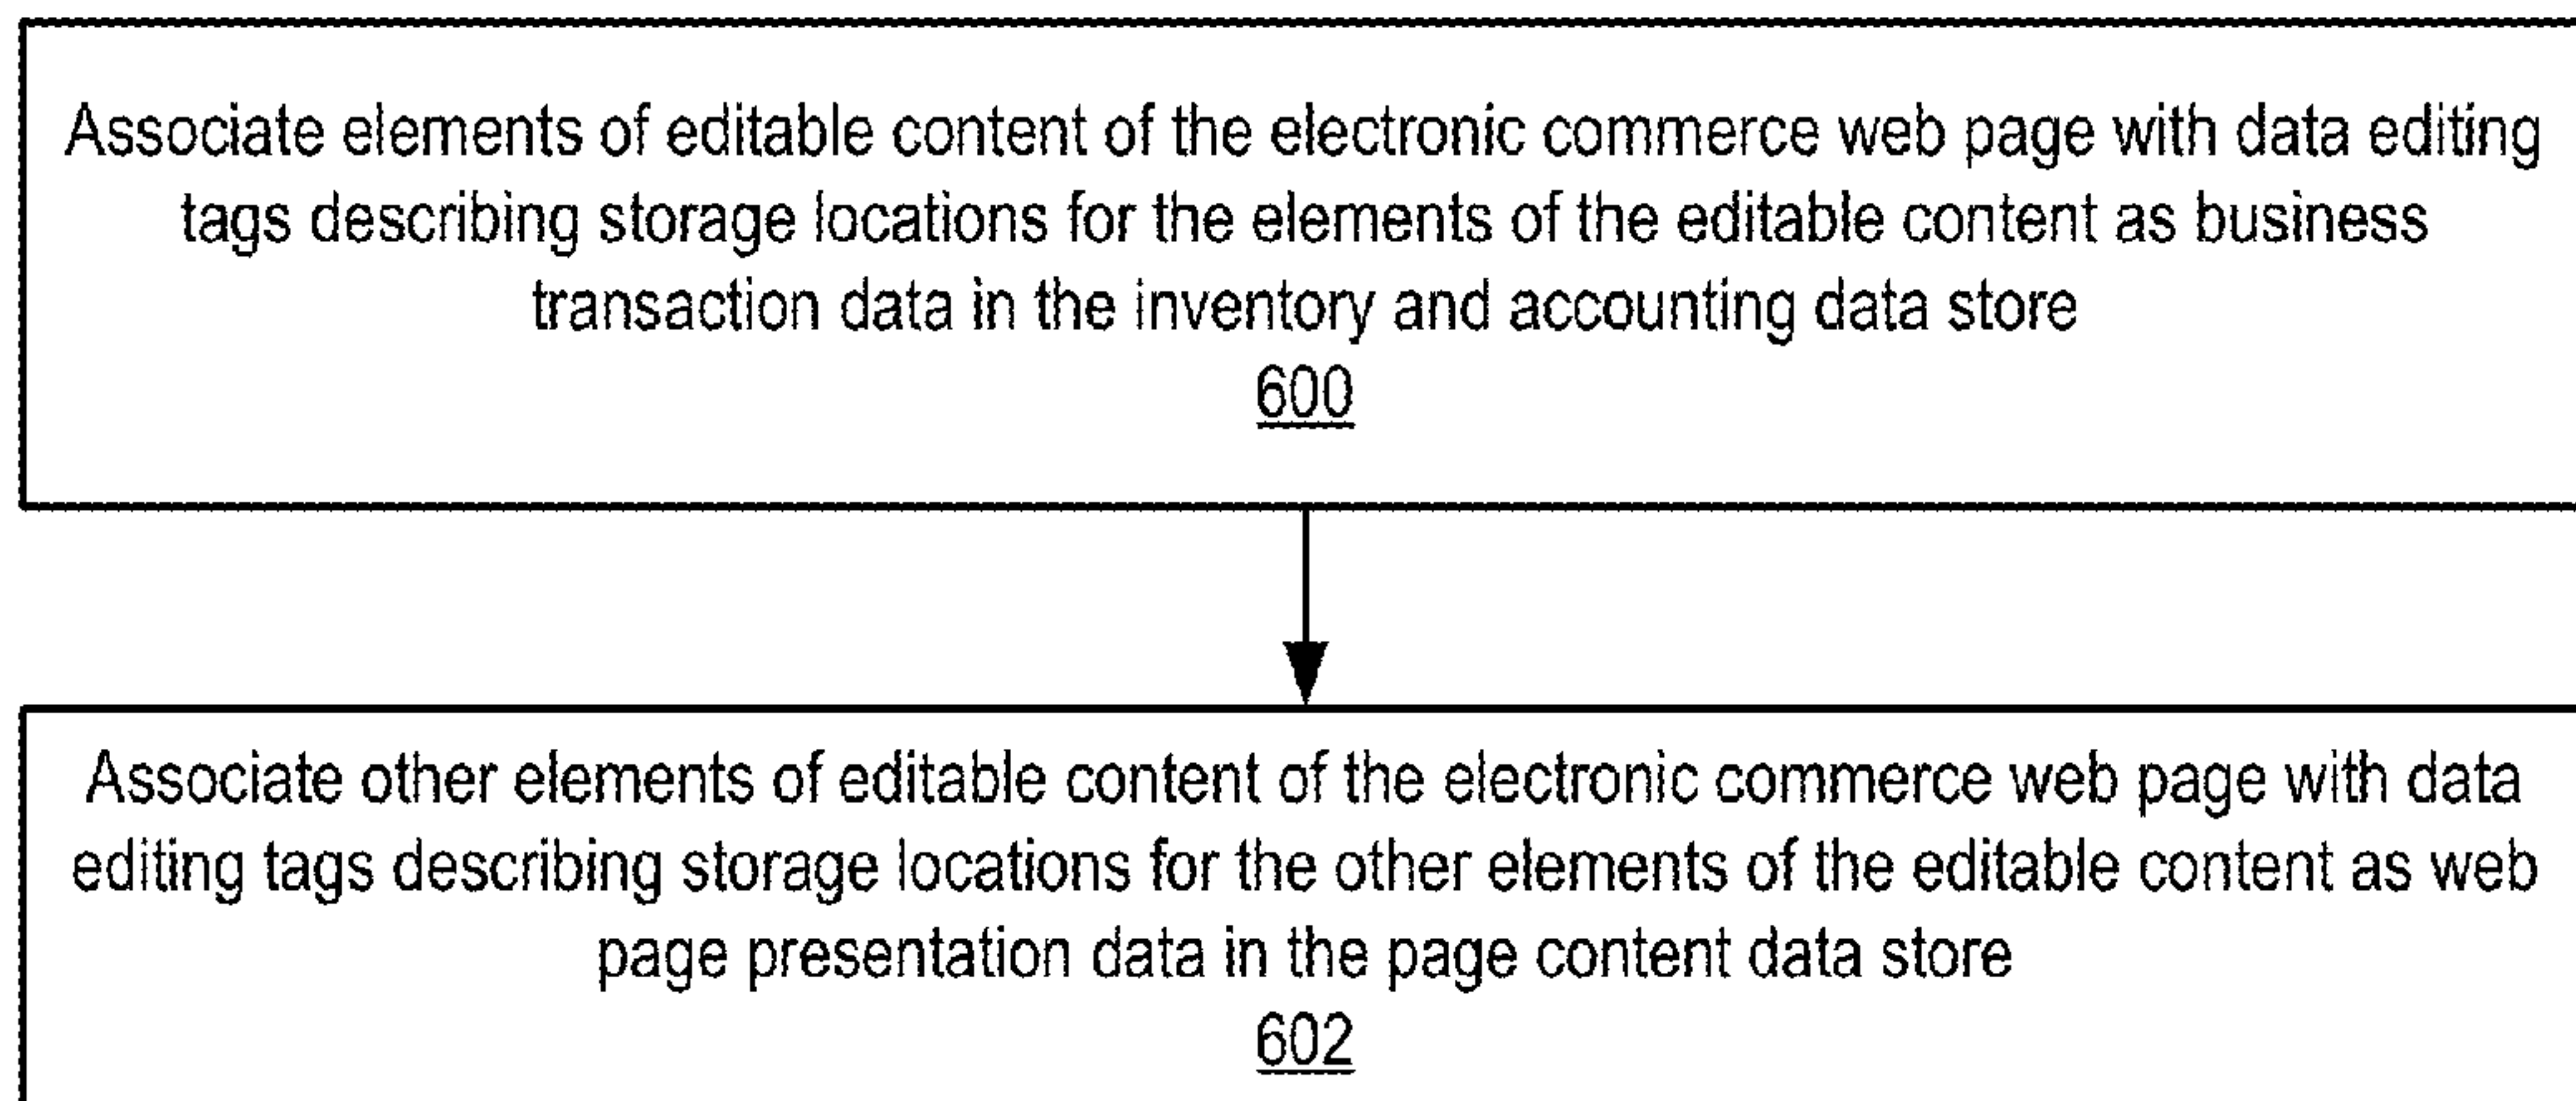 Associate elements of editable content of the electronic commerce web page with data editing
tags describing storage locations for the elements of the editable content as business
transaction data in the inventory and accounting data store
600
Associate other elements of editable content of the electronic commerce web page with data
editing tags describing storage locations for the other elements of the editable content as web
page presentation data in the page content data store
602